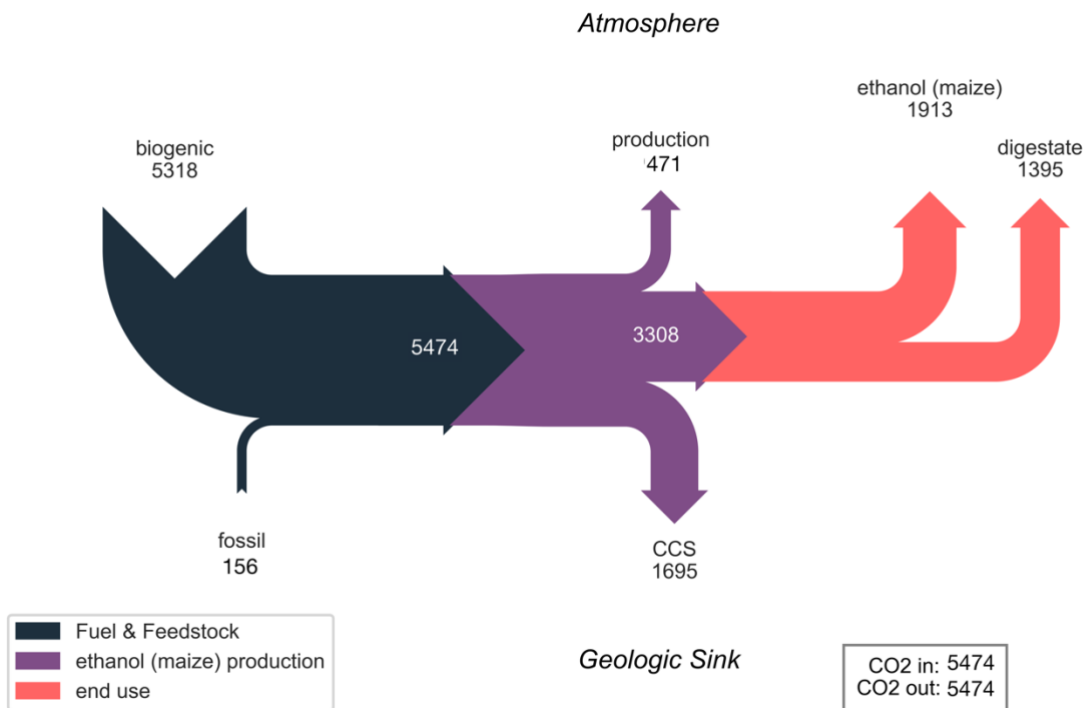 Atmosphere
ethanol (maize)
1913
production
471
biogenic
5318
digestate
1395
5474
3308
fossil
156
CCS
1695
Fuel & Feedstock
ethanol (maize) production
end use
Geologic Sink
CO2 in: 5474
CO2 out: 5474